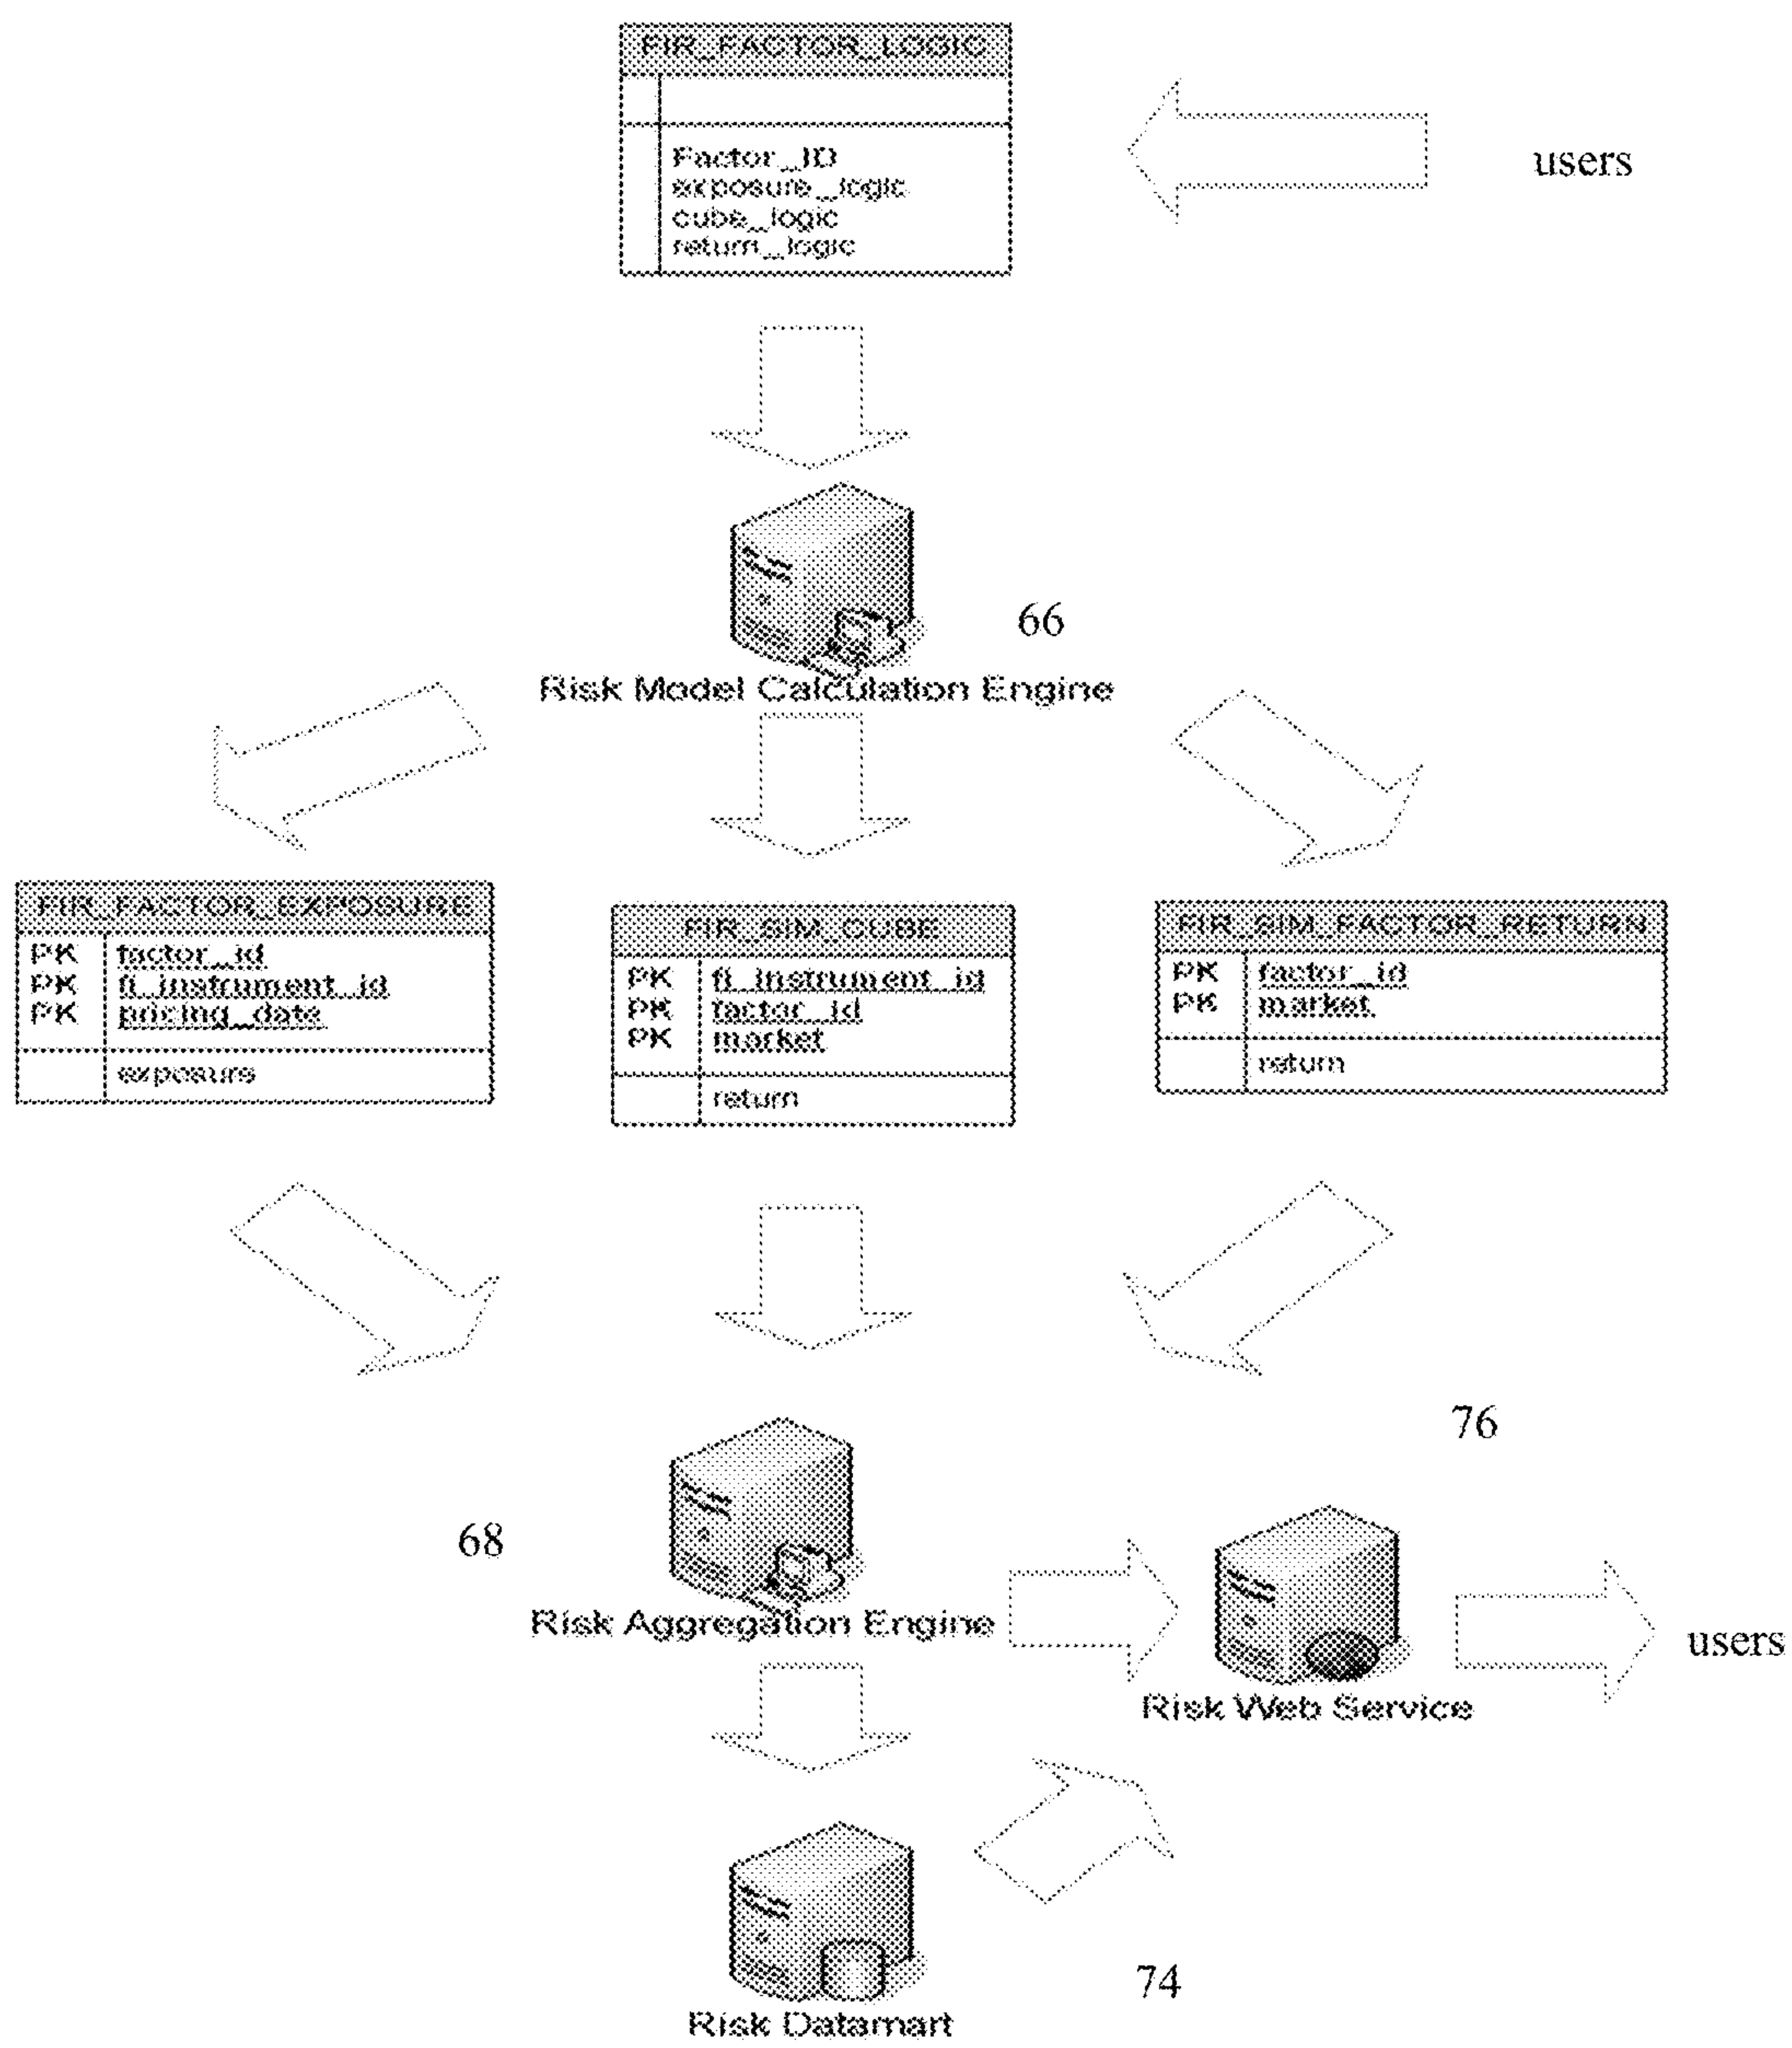 FIR_FACTOR_LOGIC
Factor_ID
exposure_logic
cube_logic
return_logic
users
66
Risk Model Calculation Engine
FIR_FACTOR_EXPOSURE
PK factor_id
PK fi_instrument_id
PK pricing_date
exposure
FIR_SIM_CUBE
PK fi_instrument_id
PK factor_id
PK market
return
FIR_SIM_FACTOR_RETURN
PK factor_id
PK market
return
76
68
Risk Aggregation Engine
Risk Web Service
users
74
Risk Datamart